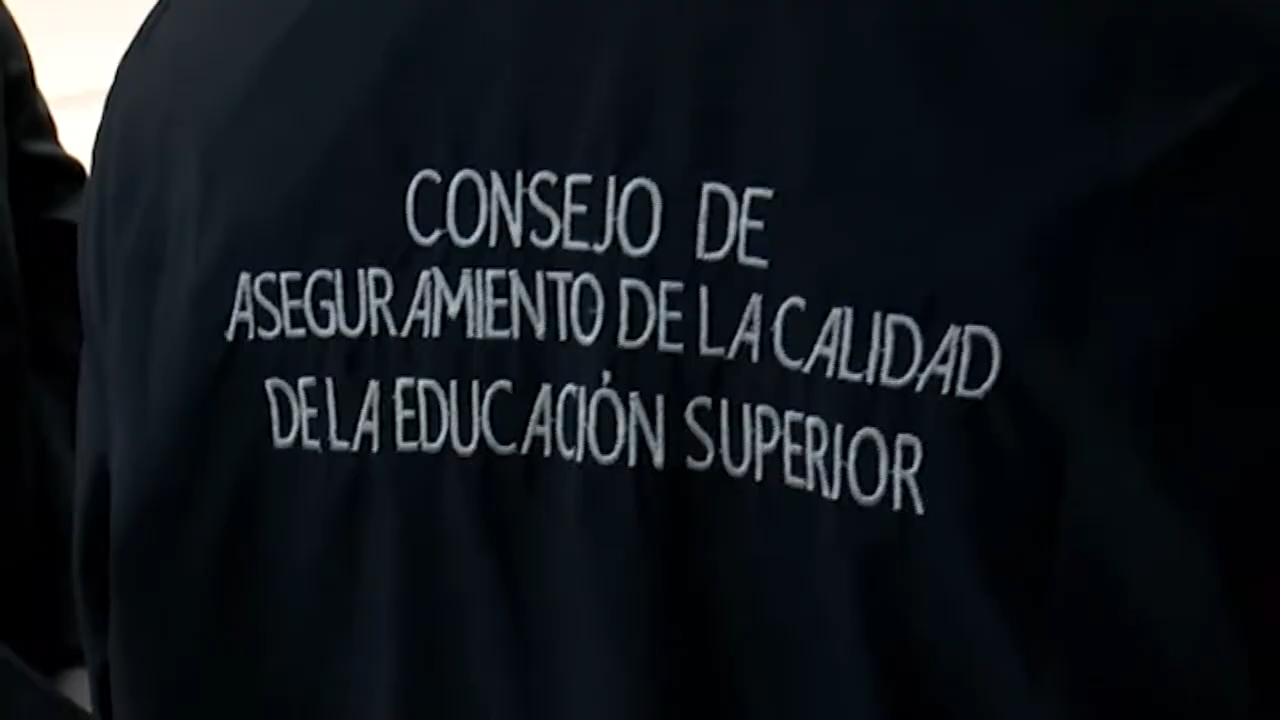 CONSEJO DE
ASEGURAMIENTO DE LA CALIDAD
DE LA EDUCACIÓN SUPERIOR